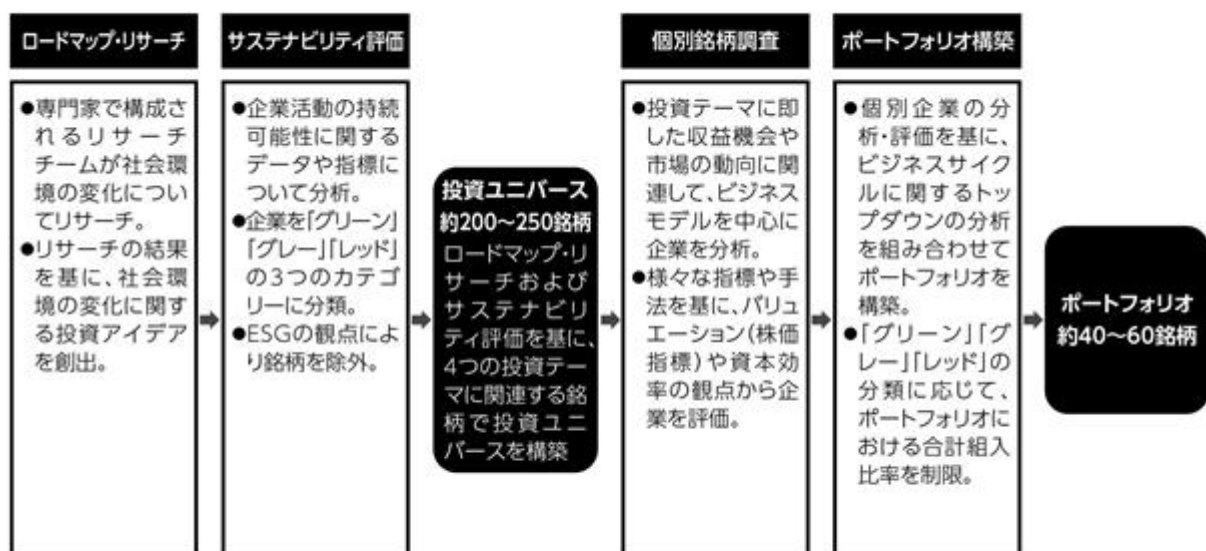 ロードマップ・リサーチ
●専門家で構成さ
れるリサーチ
チームが社会環
境の変化につい
てリサーチ。
●リサーチの結果
を基に、社会環
境の変化に関す
る投資アイデア
を創出。
サステナビリティ評価
●企業活動の持続
可能性に関する
データや指標に
ついて分析。
●企業を「グリーン」
「グレー」「レッド」
の3つのカテゴ
リーに分類。
●ESGの観点によ
り銘柄を除外。
投資ユニバース
約200～250銘柄
ロードマップ・リ
サーチおよび
サステナビリ
ティ評価を基に、
4つの投資テー
マに関連する銘
柄で投資ユニ
バースを構築
個別銘柄調査
●投資テーマに即
した収益機会や
市場の動向に関
連して、ビジネス
モデルを中心に
企業を分析。
●様々な指標や手
法を基に、バリュ
エーション(株価
指標)や資本効
率の観点から企
業を評価。
ポートフォリオ構築
●個別企業の分
析・評価を基に、
ビジネスサイク
ルに関するトッ
プダウンの分析
を組み合わせて
ポートフォリオを
構築。
●「グリーン」「グ
レー」「レッド」の
分類に応じて、
ポートフォリオに
おける合計組入
比率を制限。
ポートフォリオ
約40～60銘柄